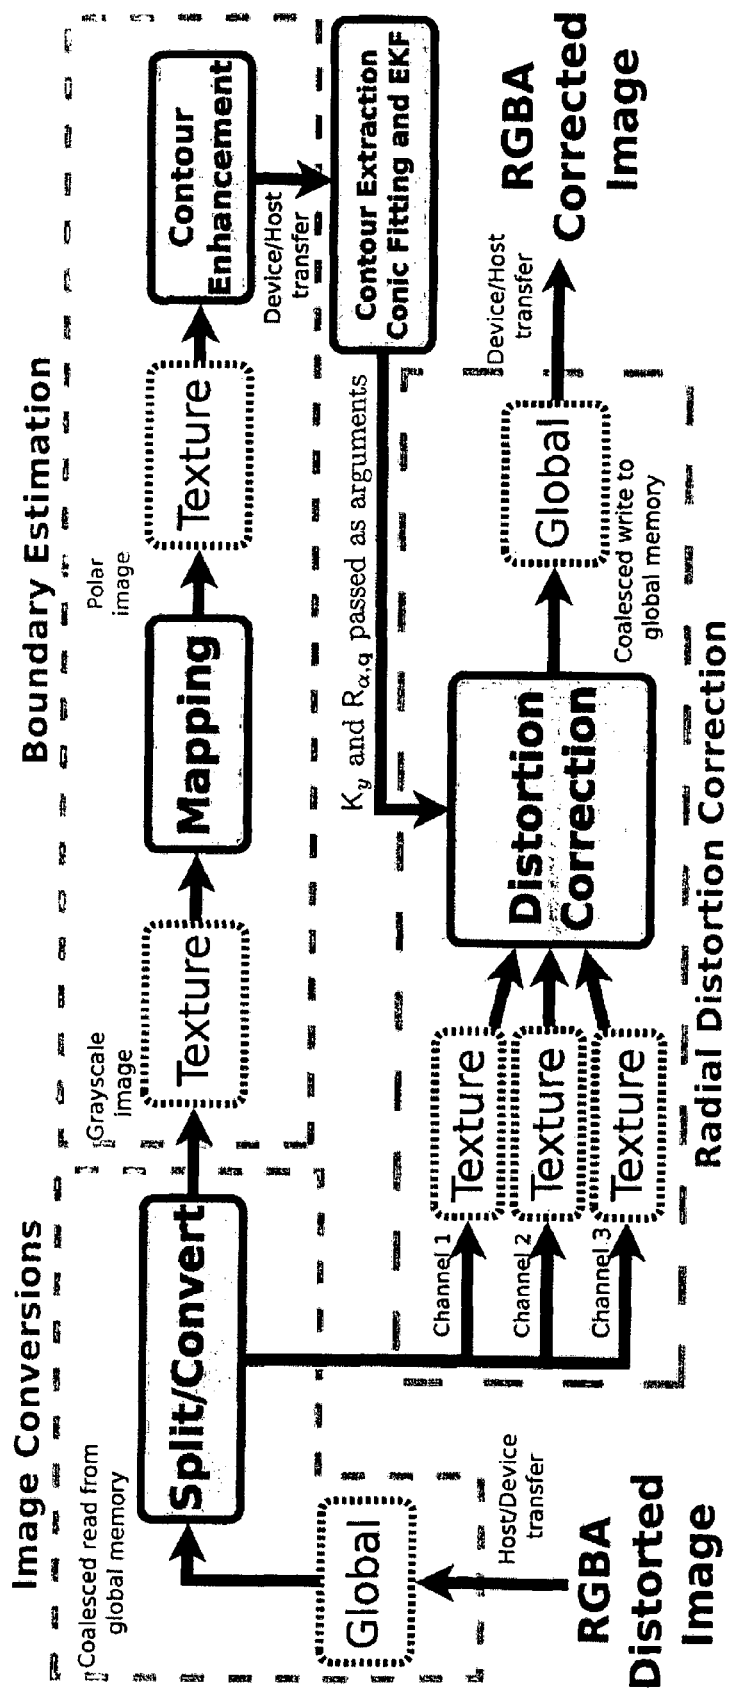 Image Conversions
Coalesced read from
global memory
Split/Convert
Global
Host/Device
transfer
RGBA
Distorted
Image
Boundary Estimation
Grayscale
image
Texture
Mapping
Polar
image
Texture
Contour
Enhancement
Device/Host
transfer
Contour Extraction
Conic Fitting and EKF
K_y and R_{α,q} passed as arguments
Channel 1
Texture
Channel 2
Texture
Channel 3
Texture
Distortion
Correction
Coalesced write to
global memory
Global
Device/Host
transfer
RGBA
Corrected
Image
Radial Distortion Correction